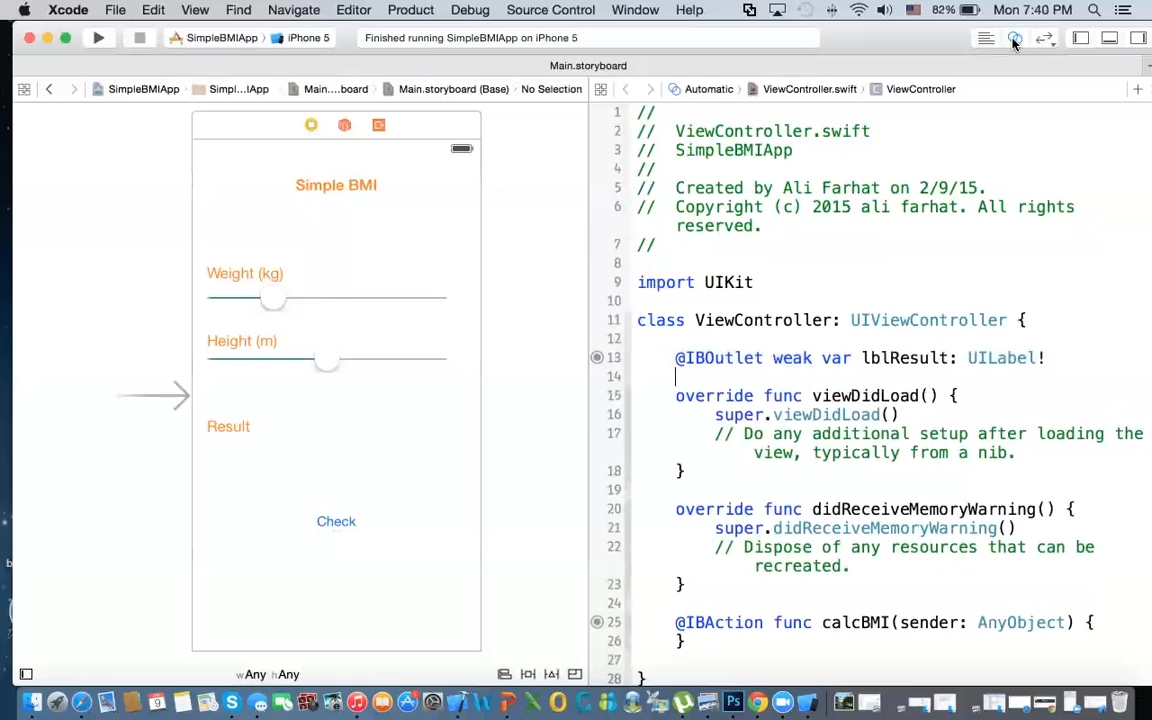 Xcode File Edit View Find Navigate Editor Product Debug Source Control Window Help 82% Mon 7:40 PM
SimpleBMIApp iPhone 5 Finished running SimpleBMIApp on iPhone 5
Main.storyboard
SimpleBMIApp Simpl...lApp Main....board Main.storyboard (Base) No Selection
Automatic ViewController.swift ViewController
Simple BMI
Weight (kg)
Height (m)
Result
Check
wAny hAny
1 //
2 // ViewController.swift
3 // SimpleBMIApp
4 //
5 // Created by Ali Farhat on 2/9/15.
6 // Copyright (c) 2015 ali farhat. All rights
reserved.
7 //
8
9 import UIKit
10
11 class ViewController: UIViewController {
12
13 @IBOutlet weak var lblResult: UILabel!
14
15 override func viewDidLoad() {
16 super.viewDidLoad()
17 // Do any additional setup after loading the
view, typically from a nib.
18 }
19
20 override func didReceiveMemoryWarning() {
21 super.didReceiveMemoryWarning()
22 // Dispose of any resources that can be
recreated.
23 }
24
25 @IBAction func calcBMI(sender: AnyObject) {
26 }
27
28 }